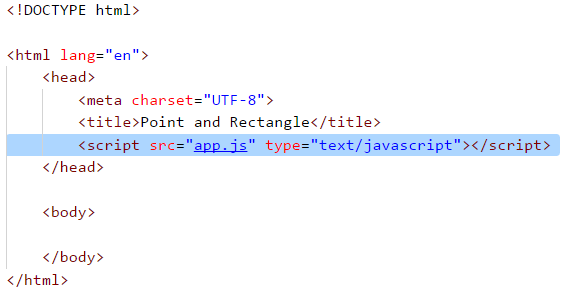 <!DOCTYPE html>
<html lang="en">
<head>
<meta charset="UTF-8">
<title>Point and Rectangle</title>
<script src="app.js" type="text/javascript"></script>
</head>
<body>
</body>
</html>